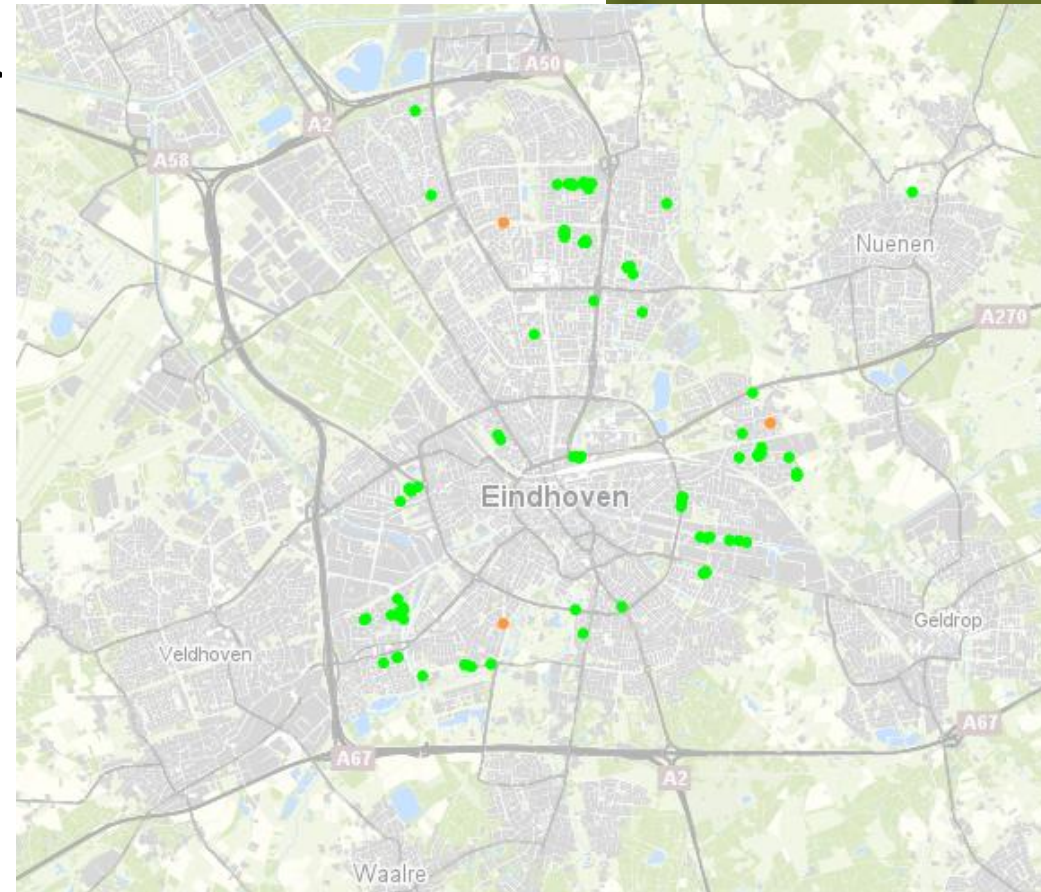 A50
A2
A58
Nuenen
A270
Eindhoven
Geldrop
Veldhoven
A67
A67
A2
Waalre